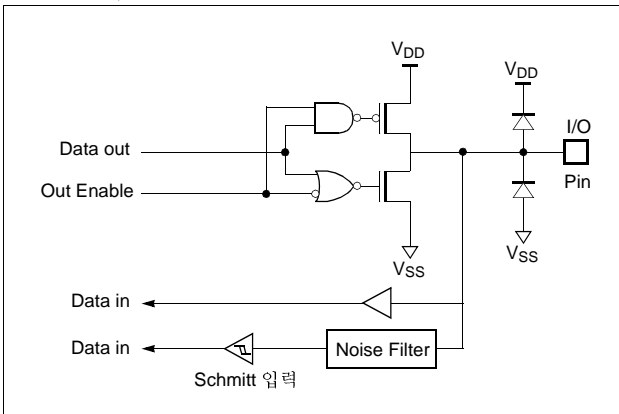 VDD
VDD
I/O
Data out
Pin
Out Enable
VSS
VSS
Data in
Data in
Noise Filter
Schmitt 입력